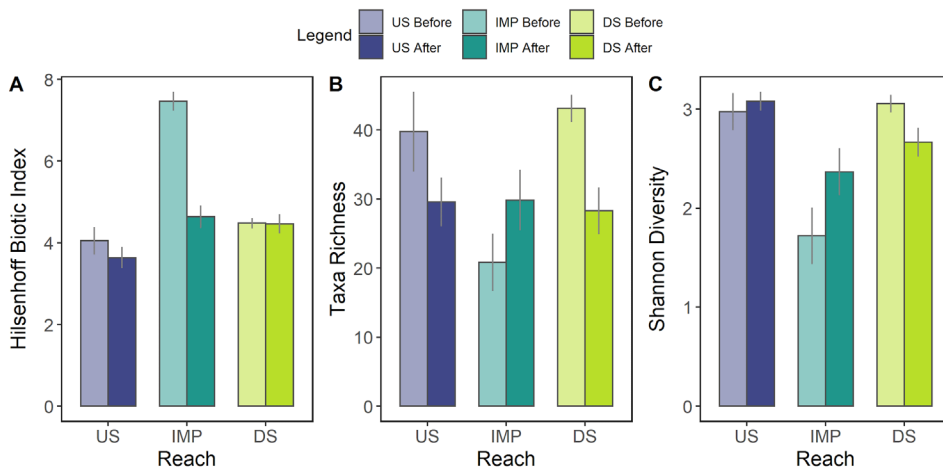 Legend
US Before
IMP Before
DS Before
US After
IMP After
DS After
A
Hilsenhoff Biotic Index
8
6
4
2
0
US IMP DS
Reach
B
Taxa Richness
40
30
20
10
0
US IMP DS
Reach
C
Shannon Diversity
3
2
1
0
US IMP DS
Reach